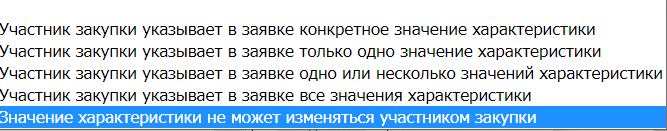 Участник закупки указывает в заявке конкретное значение характеристики
Участник закупки указывает в заявке только одно значение характеристики
Участник закупки указывает в заявке одно или несколько значений характеристики
Участник закупки указывает в заявке все значения характеристики
Значение характеристики не может изменяться участником закупки